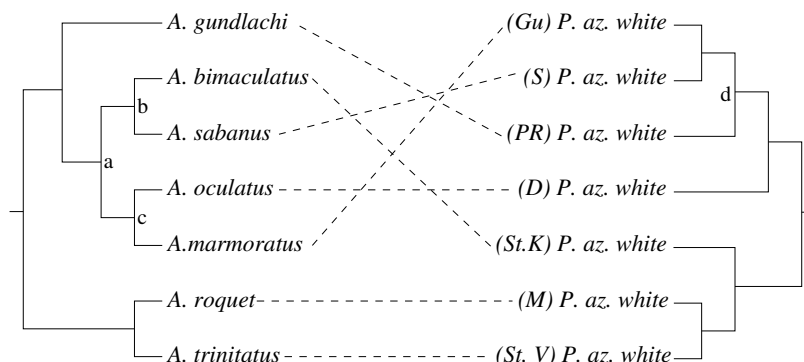 A. gundlachi (Gu) P. az. white
A. bimaculatus (S) P. az. white
b d
A. sabanus (PR) P. az. white
a
A. oculatus (D) P. az. white
c
A.marmoratus (St.K) P. az. white
A. roquet (M) P. az. white
A. trinitatus (St. V) P. az. white